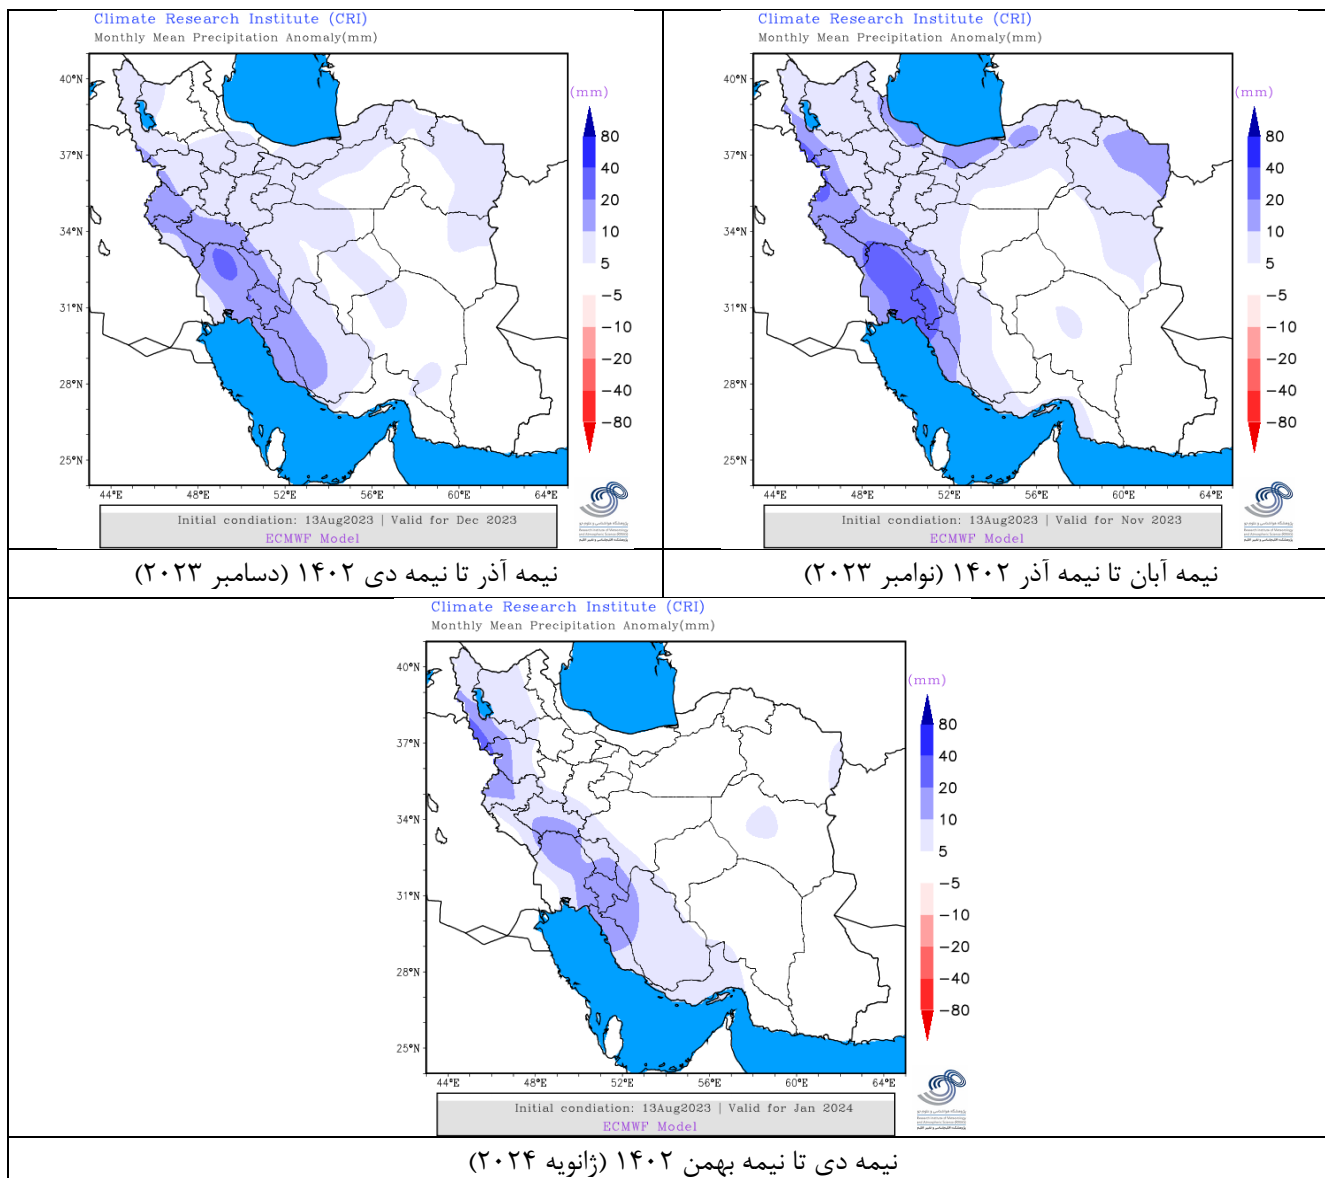 Climate Research Institute (CRI)
Monthly Mean Precipitation Anomaly(mm)
40°N
37°N
34°N
31°N
28°N
25°N
44°E 48°E 52°E 56°E 60°E 64°E
(mm)
80
40
20
10
5
−5
−10
−20
−40
−80
Initial condiation: 13Aug2023 | Valid for Dec 2023
ECMWF Model
نیمه آذر تا نیمه دی ۱۴۰۲ (دسامبر ۲۰۲۳)
Climate Research Institute (CRI)
Monthly Mean Precipitation Anomaly(mm)
40°N
37°N
34°N
31°N
28°N
25°N
44°E 48°E 52°E 56°E 60°E 64°E
(mm)
80
40
20
10
5
−5
−10
−20
−40
−80
Initial condiation: 13Aug2023 | Valid for Nov 2023
ECMWF Model
نیمه آبان تا نیمه آذر ۱۴۰۲ (نوامبر ۲۰۲۳)
Climate Research Institute (CRI)
Monthly Mean Precipitation Anomaly(mm)
40°N
37°N
34°N
31°N
28°N
25°N
44°E 48°E 52°E 56°E 60°E 64°E
(mm)
80
40
20
10
5
−5
−10
−20
−40
−80
Initial condiation: 13Aug2023 | Valid for Jan 2024
ECMWF Model
نیمه دی تا نیمه بهمن ۱۴۰۲ (ژانویه ۲۰۲۴)